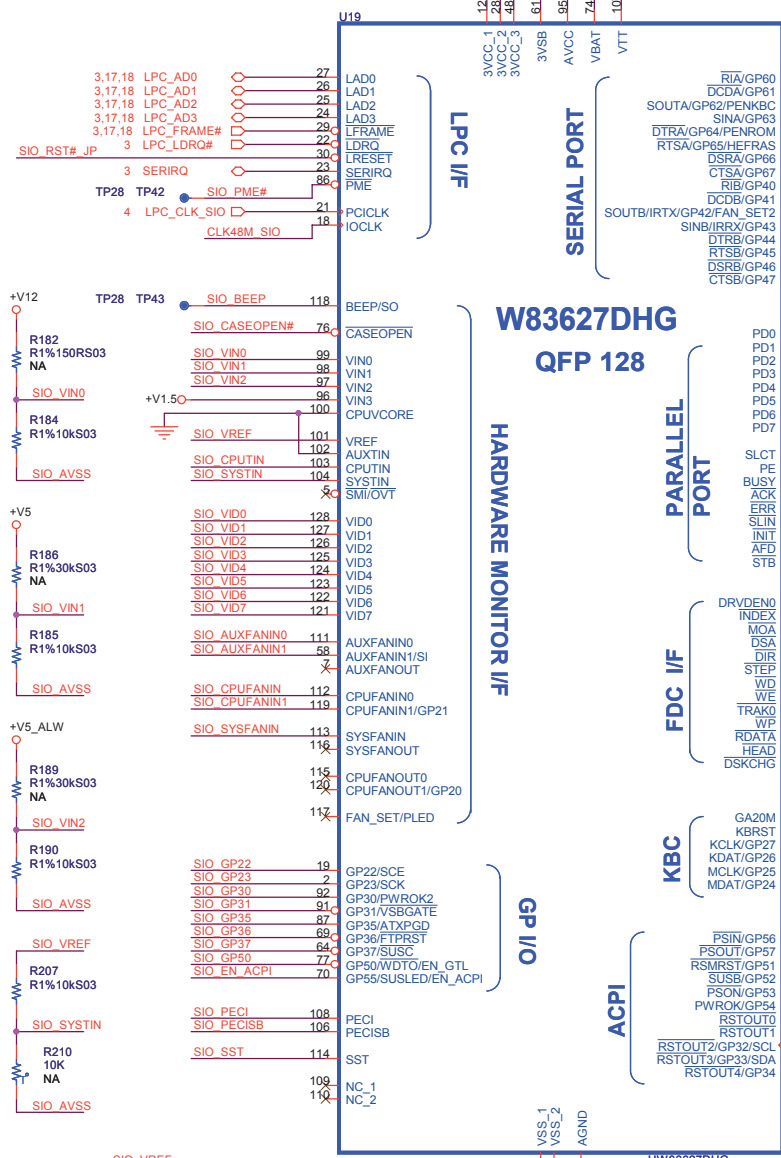 U19
12 28 48 61 95 74 10
3VCC_1 3VCC_2 3VCC_3 3VSB AVCC VBAT VTT
3,17,18 LPC_AD0 27 LAD0
3,17,18 LPC_AD1 26 LAD1
3,17,18 LPC_AD2 25 LAD2
3,17,18 LPC_AD3 24 LAD3
3,17,18 LPC_FRAME# 29 LFRAME
3 LPC_LDRQ# 22 LDRQ
SIO_RST#_JP 30 LRESET
3 SERIRQ 23 SERIRQ
TP28 TP42 SIO_PME# 86 PME
4 LPC_CLK_SIO 21 PCICLK
CLK48M_SIO 18 IOCLK
LPC I/F
SERIAL PORT
RIA/GP60
DCDA/GP61
SOUTA/GP62/PENKBC
SINA/GP63
DTRA/GP64/PENROM
RTSA/GP65/HEFRAS
DSRA/GP66
CTSA/GP67
RIB/GP40
DCDB/GP41
SOUTB/IRTX/GP42/FAN_SET2
SINB/IRRX/GP43
DTRB/GP44
RTSB/GP45
DSRB/GP46
CTSB/GP47
TP28 TP43 SIO_BEEP 118 BEEP/SO
SIO_CASEOPEN# 76 CASEOPEN
SIO_VIN0 99 VIN0
SIO_VIN1 98 VIN1
SIO_VIN2 97 VIN2
+V1.5 96 VIN3
100 CPUVCORE
SIO_VREF 101 VREF
102 AUXTIN
SIO_CPUTIN 103 CPUTIN
SIO_SYSTIN 104 SYSTIN
5 SMI/OVT
SIO_VID0 128 VID0
SIO_VID1 127 VID1
SIO_VID2 126 VID2
SIO_VID3 125 VID3
SIO_VID4 124 VID4
SIO_VID5 123 VID5
SIO_VID6 122 VID6
SIO_VID7 121 VID7
SIO_AUXFANIN0 111 AUXFANIN0
SIO_AUXFANIN1 58 AUXFANIN1/SI
7 AUXFANOUT
SIO_CPUFANIN 112 CPUFANIN0
SIO_CPUFANIN1 119 CPUFANIN1/GP21
SIO_SYSFANIN 113 SYSFANIN
116 SYSFANOUT
115 CPUFANOUT0
120 CPUFANOUT1/GP20
117 FAN_SET/PLED
HARDWARE MONITOR I/F
W83627DHG
QFP 128
PARALLEL
PORT
PD0
PD1
PD2
PD3
PD4
PD5
PD6
PD7
SLCT
PE
BUSY
ACK
ERR
SLIN
INIT
AFD
STB
FDC I/F
DRVDEN0
INDEX
MOA
DSA
DIR
STEP
WD
WE
TRAK0
WP
RDATA
HEAD
DSKCHG
KBC
GA20M
KBRST
KCLK/GP27
KDAT/GP26
MCLK/GP25
MDAT/GP24
SIO_GP22 19 GP22/SCE
SIO_GP23 2 GP23/SCK
SIO_GP30 92 GP30/PWROK2
SIO_GP31 91 GP31/VSBGATE
SIO_GP35 87 GP35/ATXPGD
SIO_GP36 69 GP36/FTPRST
SIO_GP37 64 GP37/SUSC
SIO_GP50 77 GP50/WDTO/EN_GTL
SIO_EN_ACPI 70 GP55/SUSLED/EN_ACPI
GP I/O
SIO_PECI 108 PECI
SIO_PECISB 106 PECISB
SIO_SST 114 SST
109 NC_1
110 NC_2
ACPI
PSIN/GP56
PSOUT/GP57
RSMRST/GP51
SUSB/GP52
PSON/GP53
PWROK/GP54
RSTOUT0
RSTOUT1
RSTOUT2/GP32/SCL
RSTOUT3/GP33/SDA
RSTOUT4/GP34
VSS_1 VSS_2 AGND
+V12
R182
R1%150RS03
NA
SIO_VIN0
R184
R1%10kS03
SIO_AVSS
+V5
R186
R1%30kS03
NA
SIO_VIN1
R185
R1%10kS03
SIO_AVSS
+V5_ALW
R189
R1%30kS03
NA
SIO_VIN2
R190
R1%10kS03
SIO_AVSS
SIO_VREF
R207
R1%10kS03
SIO_SYSTIN
R210
10K
NA
SIO_AVSS
SIO_VREF